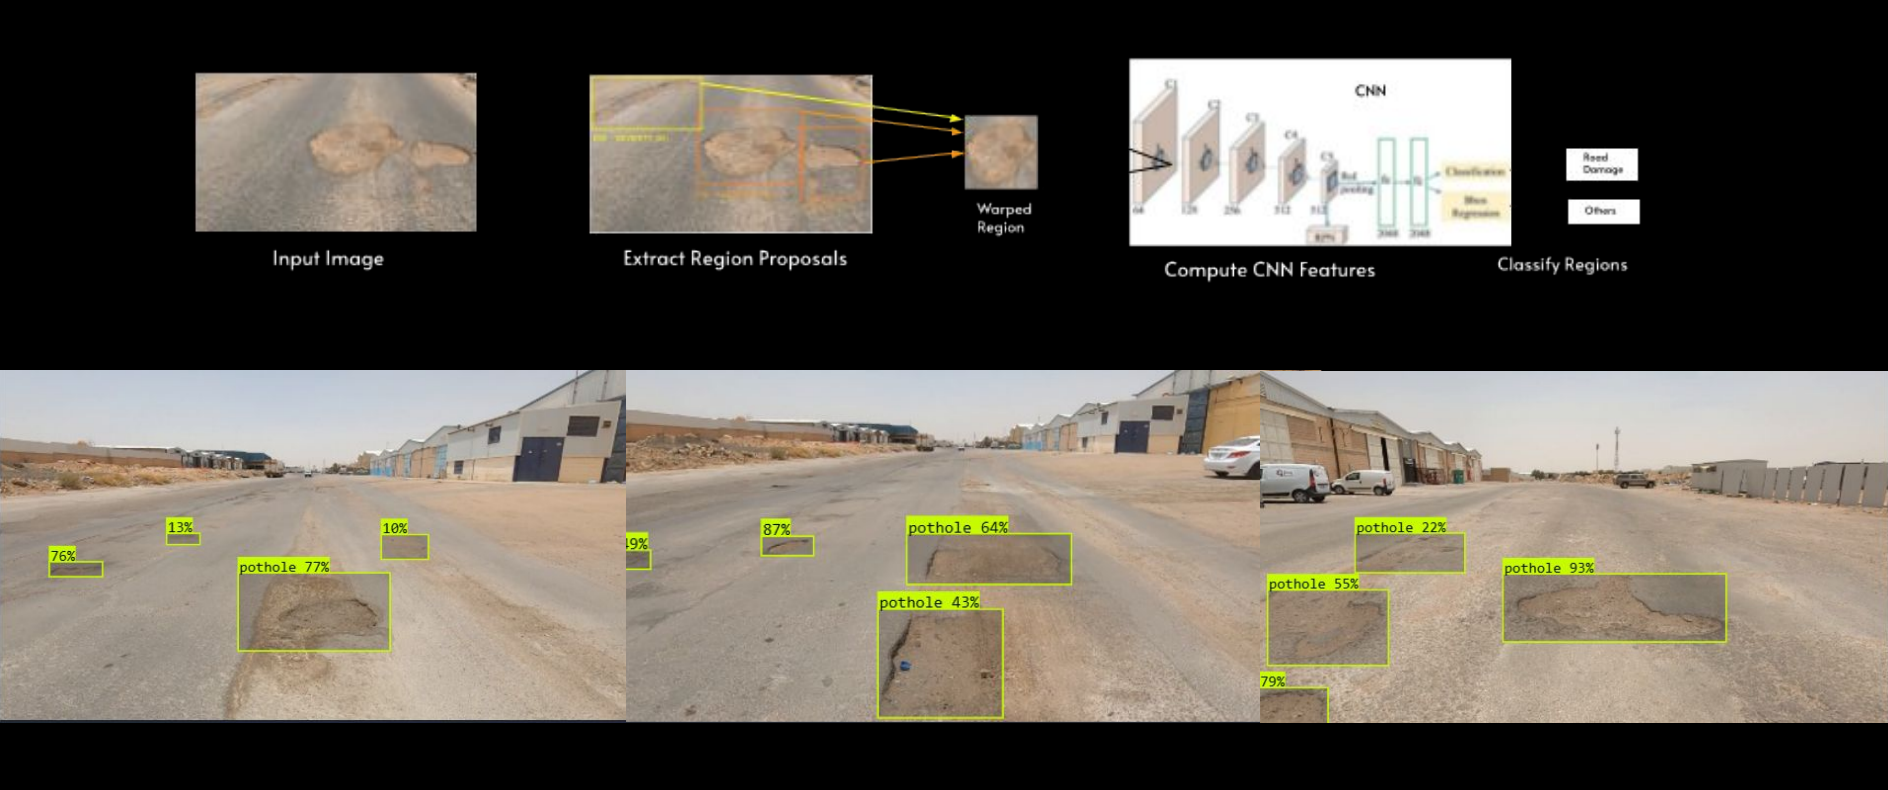 Input Image
Extract Region Proposals
Warped
Region
CNN
C1
C2
C3
C4
C5
64
128
256
512
512
RoI
pooling
fc
fc
2048
2048
Classification
Bbox
Regression
RPN
Compute CNN Features
Road
Damage
Others
Classify Regions
76%
13%
10%
pothole 77%
49%
87%
pothole 64%
pothole 43%
pothole 22%
pothole 55%
pothole 93%
79%